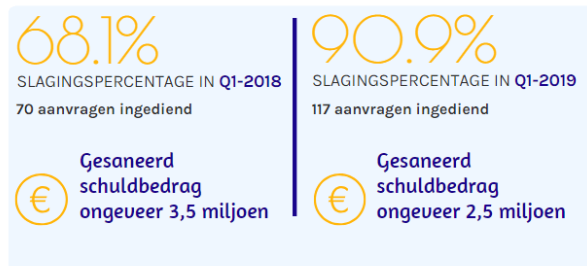 68.1%
SLAGINGSPERCENTAGE IN Q1-2018
70 aanvragen ingediend
€
Gesaneerd
schuldbedrag
ongeveer 3,5 miljoen
90.9%
SLAGINGSPERCENTAGE IN Q1-2019
117 aanvragen ingediend
€
Gesaneerd
schuldbedrag
ongeveer 2,5 miljoen